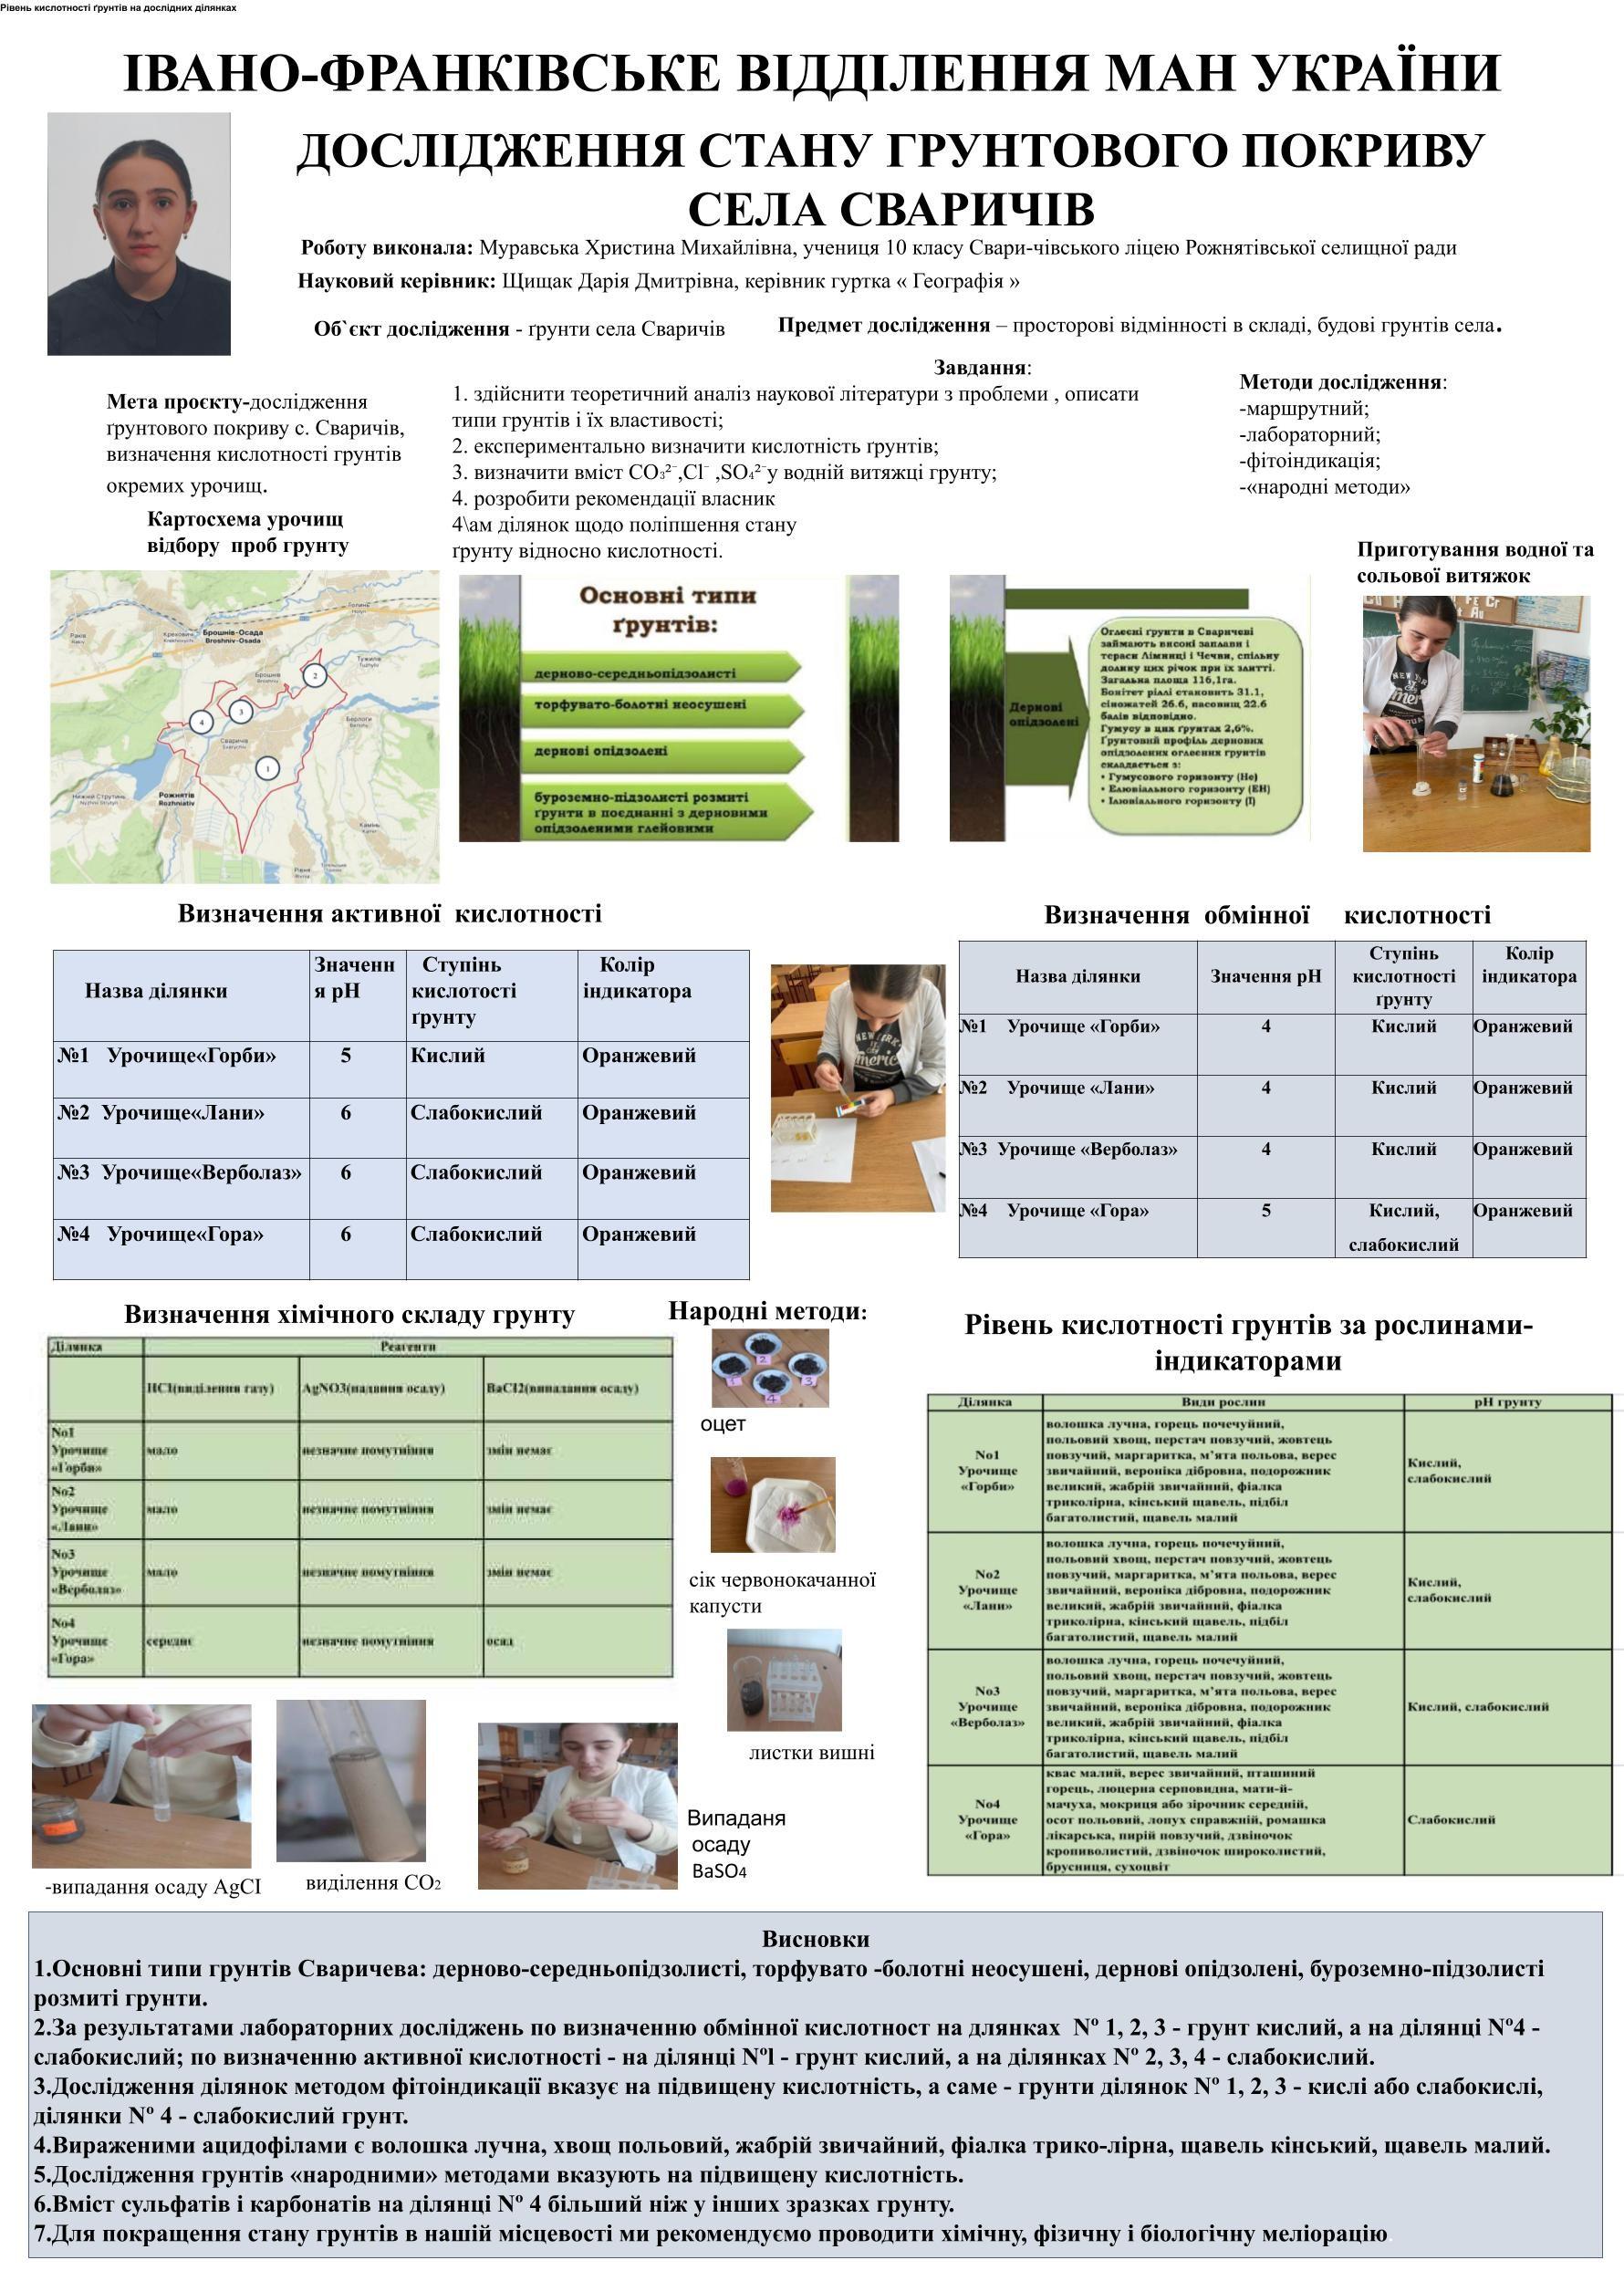 Рівень кислотності ґрунтів на дослідних ділянках
ІВАНО-ФРАНКІВСЬКЕ ВІДДІЛЕННЯ МАН УКРАЇНИ
ДОСЛІДЖЕННЯ СТАНУ ГРУНТОВОГО ПОКРИВУ
СЕЛА СВАРИЧІВ
Роботу виконала: Муравська Христина Михайлівна, учениця 10 класу Свари-чівського ліцею Рожнятівської селищної ради
Науковий керівник: Щищак Дарія Дмитрівна, керівник гуртка « Географія »
Об`єкт дослідження - ґрунти села Сваричів
Предмет дослідження – просторові відмінності в складі, будові грунтів села.
Мета проєкту-дослідження
ґрунтового покриву с. Сваричів,
визначення кислотності грунтів
окремих урочищ.
Завдання:
1. здійснити теоретичний аналіз наукової літератури з проблеми , описати
типи грунтів і їх властивості;
2. експериментально визначити кислотність ґрунтів;
3. визначити вміст CO₃²⁻,Cl⁻ ,SO₄²⁻у водній витяжці грунту;
4. розробити рекомендації власник
4\ам ділянок щодо поліпшення стану
ґрунту відносно кислотності.
Методи дослідження:
-маршрутний;
-лабораторний;
-фітоіндикація;
-«народні методи»
Картосхема урочищ
відбору проб грунту
Брошнів-Осада
Broshniv-Osada
Брошнів
Сваричів
Рожнятів
Rozhniativ
1
2
3
4
Основні типи
ґрунтів:
дерново-середньопідзолисті
торфувато-болотні неосушені
дернові опідзолені
буроземно-підзолисті розмиті
ґрунти в поєднанні з дерновими
опідзоленими глейовими
Дернові
опідзолені
Оглеєні ґрунти в Сваричеві
займають високі заплави і
тераси Лімниці і Чечви, спільну
долину цих річок при їх злитті.
Загальна площа 116,1га.
Бонітет ріллі становить 31.1,
сіножатей 26.6, пасовищ 22.6
балів відповідно.
Гумусу в цих ґрунтах 2,6%.
Ґрунтовий профіль дернових
опідзолених оглеєних ґрунтів
складається з:
• Гумусового горизонту (Не)
• Елювіального горизонту (ЕН)
• Ілювіального горизонту (І)
Приготування водної та
сольової витяжок
Визначення активної кислотності
Назва ділянки | Значенн | Ступінь | Колір
я рН | кислотості | індикатора
ґрунту
№1 Урочище«Горби» | 5 | Кислий | Оранжевий
№2 Урочище«Лани» | 6 | Слабокислий | Оранжевий
№3 Урочище«Верболаз» | 6 | Слабокислий | Оранжевий
№4 Урочище«Гора» | 6 | Слабокислий | Оранжевий
Визначення обмінної кислотності
Назва ділянки | Значення рН | Ступінь | Колір
кислотності | індикатора
ґрунту
№1 Урочище «Горби» | 4 | Кислий | Оранжевий
№2 Урочище «Лани» | 4 | Кислий | Оранжевий
№3 Урочище «Верболаз» | 4 | Кислий | Оранжевий
№4 Урочище «Гора» | 5 | Кислий, | Оранжевий
слабокислий
Визначення хімічного складу грунту
Ділянка | Реагенти
HCl(виділення газу) | AgNO3(падання осаду) | BaCl2(випадання осаду)
No1
Урочище | мало | незначне помутніння | змін немає
«Горби»
No2
Урочище | мало | незначне помутніння | змін немає
«Лани»
No3
Урочище | мало | незначне помутніння | змін немає
«Верболаз»
No4
Урочище | середнє | незначне помутніння | осад
«Гора»
Народні методи:
оцет
сік червонокачанної
капусти
листки вишні
Рівень кислотності грунтів за рослинами-
індикаторами
Ділянка | Види рослин | рН грунту
No1
Урочище
«Горби»
волошка лучна, горець почечуйний,
польовий хвощ, перстач повзучий, жовтець
повзучий, маргаритка, м’ята польова, верес
звичайний, вероніка дібровна, подорожник
великий, жабрій звичайний, фіалка
триколірна, кінський щавель, підбіл
багатолистий, щавель малий
Кислий,
слабокислий
No2
Урочище
«Лани»
волошка лучна, горець почечуйний,
польовий хвощ, перстач повзучий, жовтець
повзучий, маргаритка, м’ята польова, верес
звичайний, вероніка дібровна, подорожник
великий, жабрій звичайний, фіалка
триколірна, кінський щавель, підбіл
багатолистий, щавель малий
Кислий,
слабокислий
No3
Урочище
«Верболаз»
волошка лучна, горець почечуйний,
польовий хвощ, перстач повзучий, жовтець
повзучий, маргаритка, м’ята польова, верес
звичайний, вероніка дібровна, подорожник
великий, жабрій звичайний, фіалка
триколірна, кінський щавель, підбіл
багатолистий, щавель малий
Кислий, слабокислий
No4
Урочище
«Гора»
квас малий, верес звичайний, пташиний
горець, люцерна серповидна, мати-й-
мачуха, мокриця або зірочник середній,
осот польовий, лопух справжній, ромашка
лікарська, пирій повзучий, дзвіночок
кропиволистий, дзвіночок широколистий,
брусниця, сухоцвіт
Слабокислий
-випадання осаду AgCI
виділення CO₂
Випаданя
осаду
BaSO4
Висновки
1.Основні типи грунтів Сваричева: дерново-середньопідзолисті, торфувато -болотні неосушені, дернові опідзолені, буроземно-підзолисті
розмиті грунти.
2.За результатами лабораторних досліджень по визначенню обмінної кислотност на длянках Nº 1, 2, 3 - грунт кислий, а на ділянці Nº4 -
слабокислий; по визначенню активної кислотності - на ділянці Nºl - грунт кислий, а на ділянках Nº 2, 3, 4 - слабокислий.
3.Дослідження ділянок методом фітоіндикації вказує на підвищену кислотність, а саме - грунти ділянок Nº 1, 2, 3 - кислі або слабокислі,
ділянки Nº 4 - слабокислий грунт.
4.Вираженими ацидофілами є волошка лучна, хвощ польовий, жабрій звичайний, фіалка трико-лірна, щавель кінський, щавель малий.
5.Дослідження грунтів «народними» методами вказують на підвищену кислотність.
6.Вміст сульфатів і карбонатів на ділянці Nº 4 більший ніж у інших зразках грунту.
7.Для покращення стану грунтів в нашій місцевості ми рекомендуємо проводити хімічну, фізичну і біологічну меліорацію